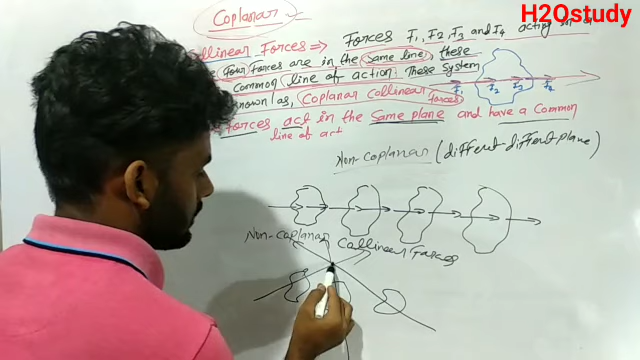 H2Ostudy
Coplanar
Collinear Forces => Forces F1, F2, F3 and F4 acting in a
four forces are in the same line, these
common line of action. These System
known as, Coplanar collinear forces
F1 F2 F3 F4
Forces act in the same plane and have a Common
line of act
Non-coplanar (different-different plane)
Non-coplanar Collinear Forces